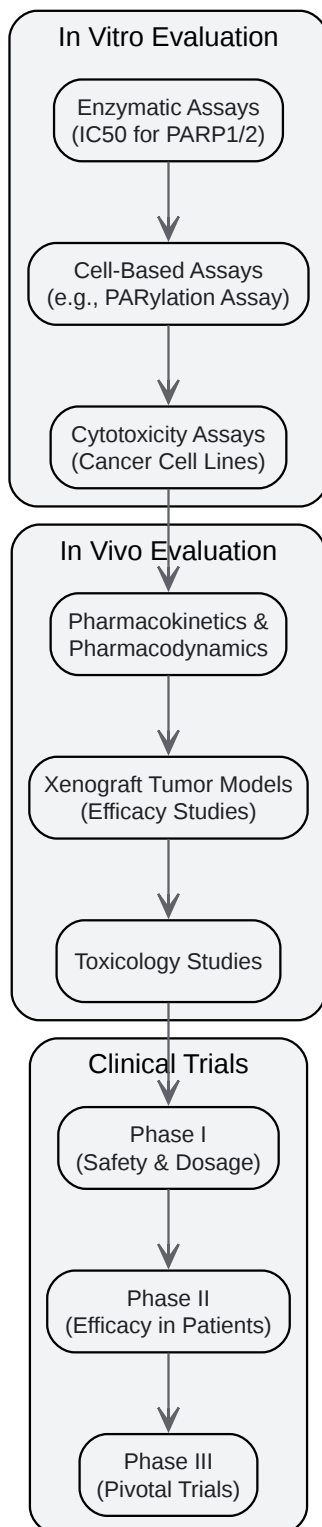 In Vitro Evaluation
Enzymatic Assays
(IC50 for PARP1/2)
Cell-Based Assays
(e.g., PARylation Assay)
Cytotoxicity Assays
(Cancer Cell Lines)
In Vivo Evaluation
Pharmacokinetics &
Pharmacodynamics
Xenograft Tumor Models
(Efficacy Studies)
Toxicology Studies
Clinical Trials
Phase I
(Safety & Dosage)
Phase II
(Efficacy in Patients)
Phase III
(Pivotal Trials)